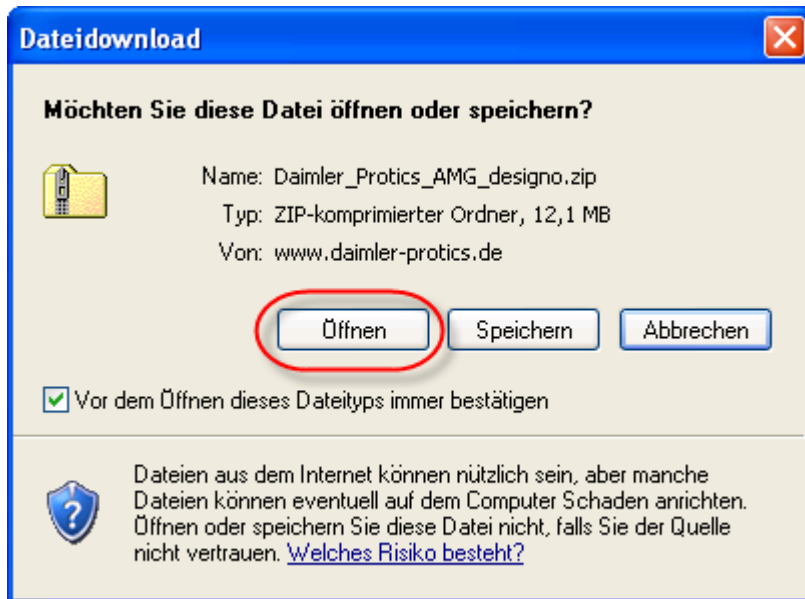 Dateidownload
Möchten Sie diese Datei öffnen oder speichern?
Name: Daimler_Protics_AMG_designo.zip
Typ: ZIP-komprimierter Ordner, 12,1 MB
Von: www.daimler-protics.de
Öffnen Speichern Abbrechen
Vor dem Öffnen dieses Dateityps immer bestätigen
Dateien aus dem Internet können nützlich sein, aber manche
Dateien können eventuell auf dem Computer Schaden anrichten.
Öffnen oder speichern Sie diese Datei nicht, falls Sie der Quelle
nicht vertrauen. Welches Risiko besteht?